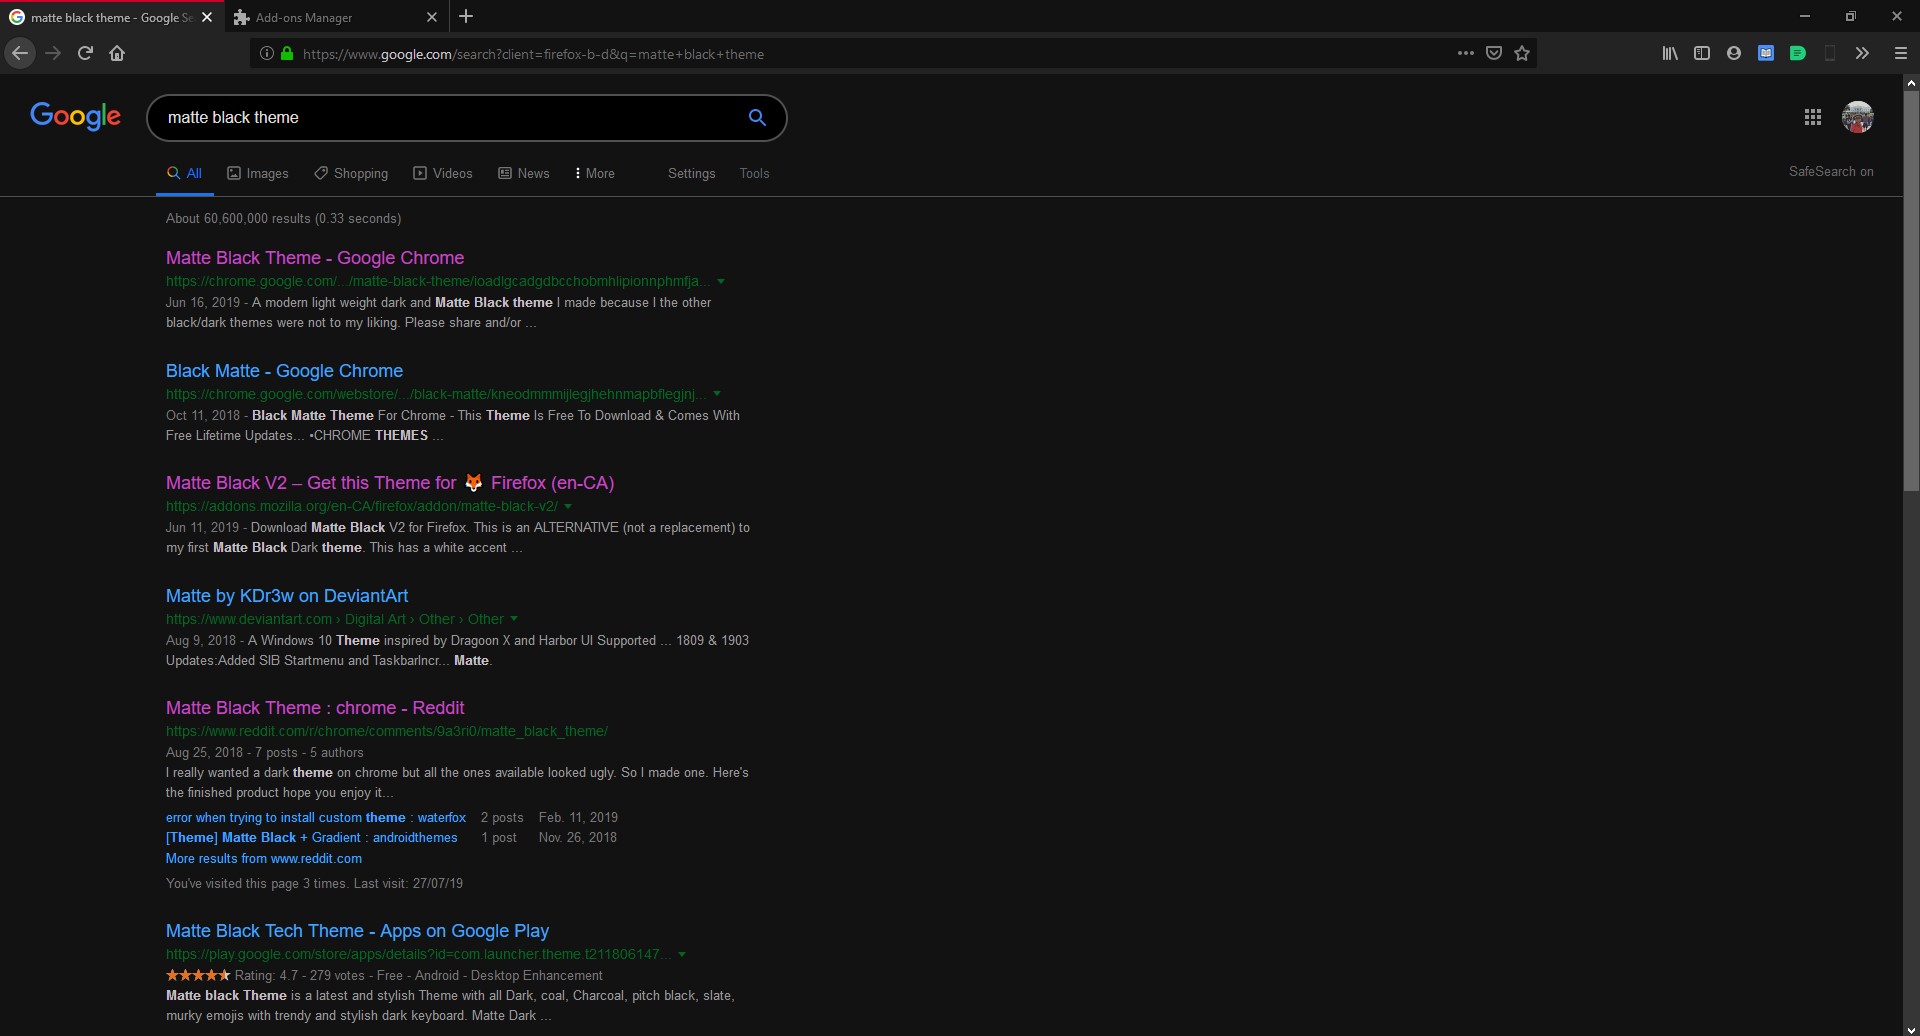 matte black theme - Google Se
Add-ons Manager
https://www.google.com/search?client=firefox-b-d&q=matte+black+theme
Google
matte black theme
All Images Shopping Videos News More Settings Tools
SafeSearch on
About 60,600,000 results (0.33 seconds)
Matte Black Theme - Google Chrome
https://chrome.google.com/.../matte-black-theme/ioadlgcadgdbcchobmhlipionnphmfja...
Jun 16, 2019 - A modern light weight dark and Matte Black theme I made because I the other
black/dark themes were not to my liking. Please share and/or ...
Black Matte - Google Chrome
https://chrome.google.com/webstore/.../black-matte/kneodmmmijlegjhehnmapbflegjnj...
Oct 11, 2018 - Black Matte Theme For Chrome - This Theme Is Free To Download & Comes With
Free Lifetime Updates... •CHROME THEMES ...
Matte Black V2 – Get this Theme for 🦊 Firefox (en-CA)
https://addons.mozilla.org/en-CA/firefox/addon/matte-black-v2/
Jun 11, 2019 - Download Matte Black V2 for Firefox. This is an ALTERNATIVE (not a replacement) to
my first Matte Black Dark theme. This has a white accent ...
Matte by KDr3w on DeviantArt
https://www.deviantart.com › Digital Art › Other › Other
Aug 9, 2018 - A Windows 10 Theme inspired by Dragoon X and Harbor UI Supported ... 1809 & 1903
Updates:Added SIB Startmenu and TaskbarIncr... Matte.
Matte Black Theme : chrome - Reddit
https://www.reddit.com/r/chrome/comments/9a3ri0/matte_black_theme/
Aug 25, 2018 - 7 posts - 5 authors
I really wanted a dark theme on chrome but all the ones available looked ugly. So I made one. Here's
the finished product hope you enjoy it...
error when trying to install custom theme : waterfox 2 posts Feb. 11, 2019
[Theme] Matte Black + Gradient : androidthemes 1 post Nov. 26, 2018
More results from www.reddit.com
You've visited this page 3 times. Last visit: 27/07/19
Matte Black Tech Theme - Apps on Google Play
https://play.google.com/store/apps/details?id=com.launcher.theme.t211806147...
Rating: 4.7 - 279 votes - Free - Android - Desktop Enhancement
Matte black Theme is a latest and stylish Theme with all Dark, coal, Charcoal, pitch black, slate,
murky emojis with trendy and stylish dark keyboard. Matte Dark ...